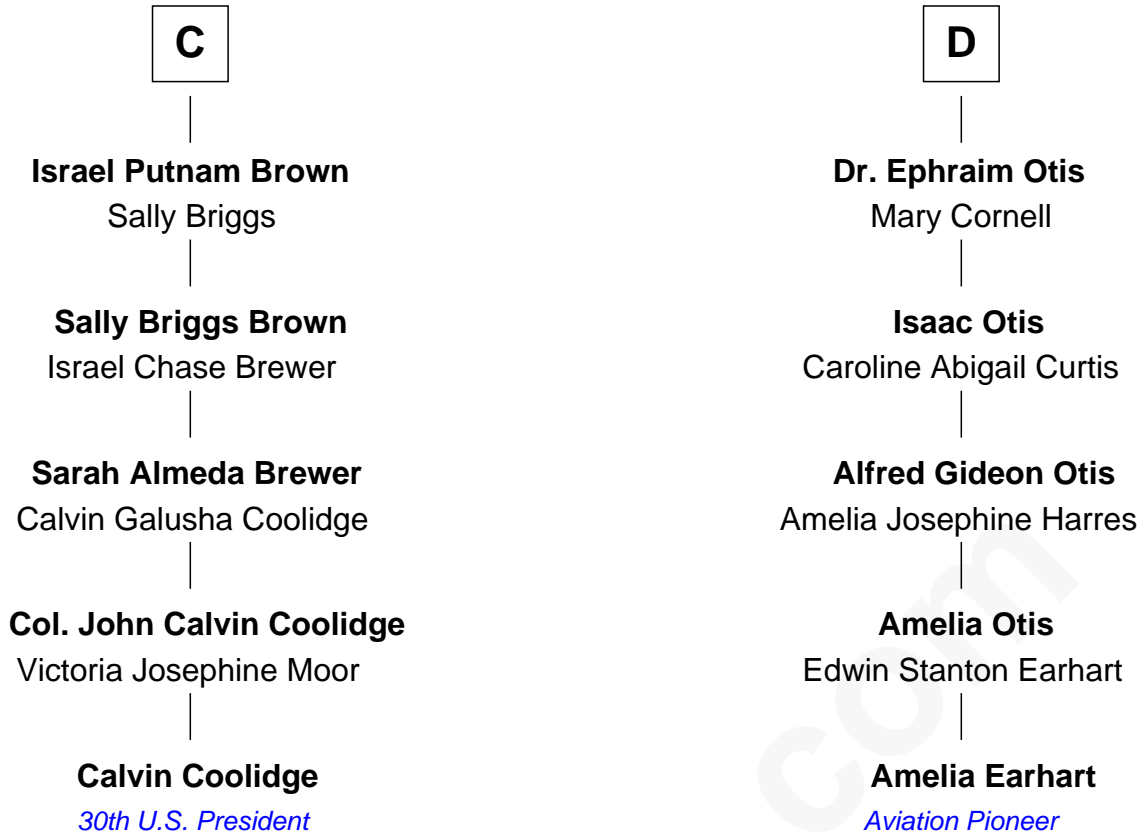 C
D
Israel Putnam Brown
Sally Briggs
Dr. Ephraim Otis
Mary Cornell
Sally Briggs Brown
Israel Chase Brewer
Isaac Otis
Caroline Abigail Curtis
Sarah Almeda Brewer
Calvin Galusha Coolidge
Alfred Gideon Otis
Amelia Josephine Harres
Col. John Calvin Coolidge
Victoria Josephine Moor
Amelia Otis
Edwin Stanton Earhart
Calvin Coolidge
30th U.S. President
Amelia Earhart
Aviation Pioneer
com